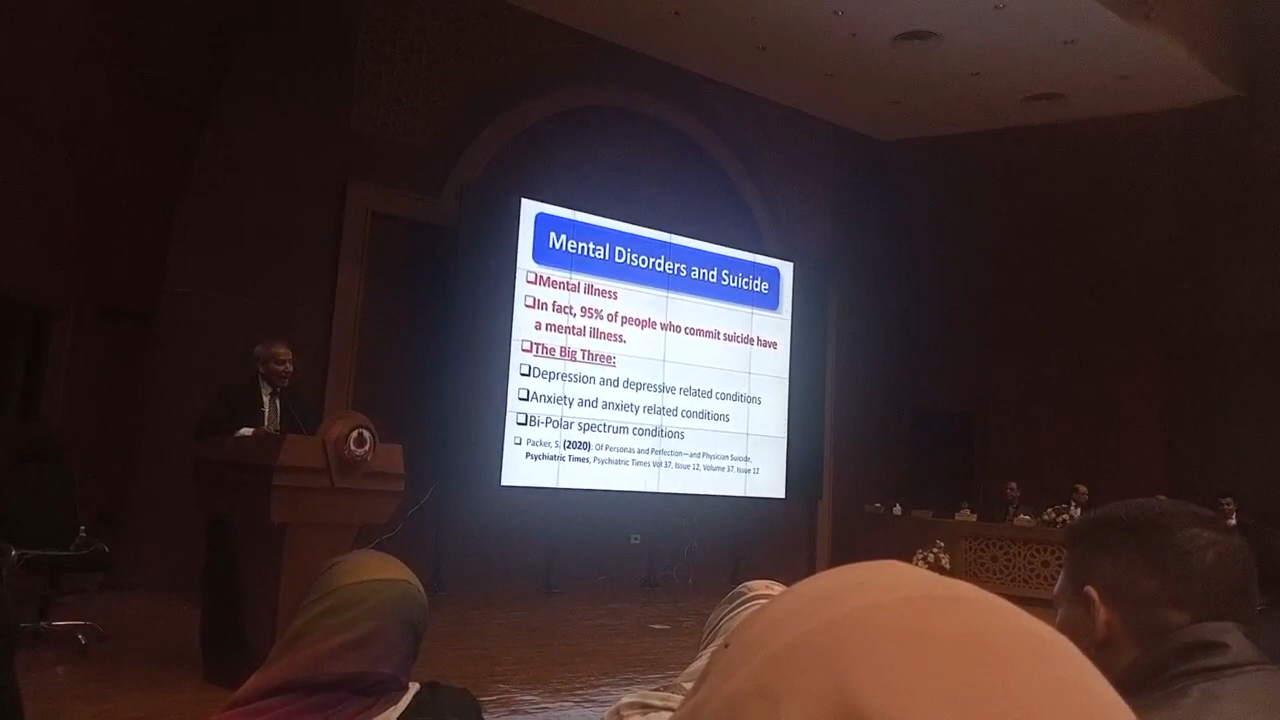 Mental Disorders and Suicide
❑Mental illness
❑In fact, 95% of people who commit suicide have
a mental illness.
❑The Big Three:
❑Depression and depressive related conditions
❑Anxiety and anxiety related conditions
❑Bi-Polar spectrum conditions
❑ Packer, S. (2020): Of Personas and Perfection—and Physician Suicide,
Psychiatric Times, Psychiatric Times Vol 37, Issue 12, Volume 37, Issue 12